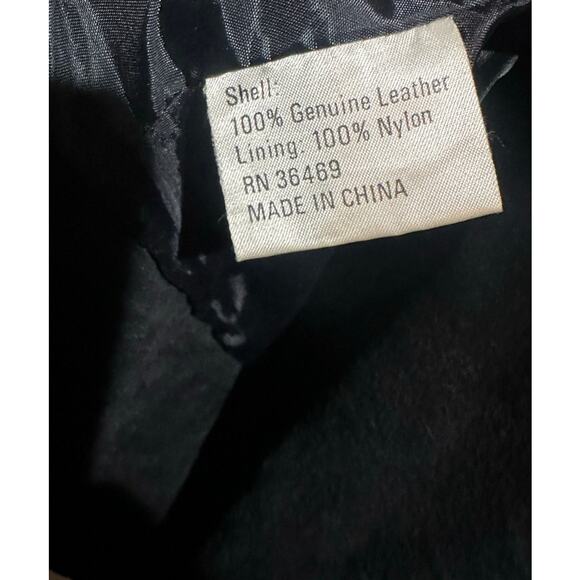 Shell:
100% Genuine Leather
Lining: 100% Nylon
RN 36469
MADE IN CHINA